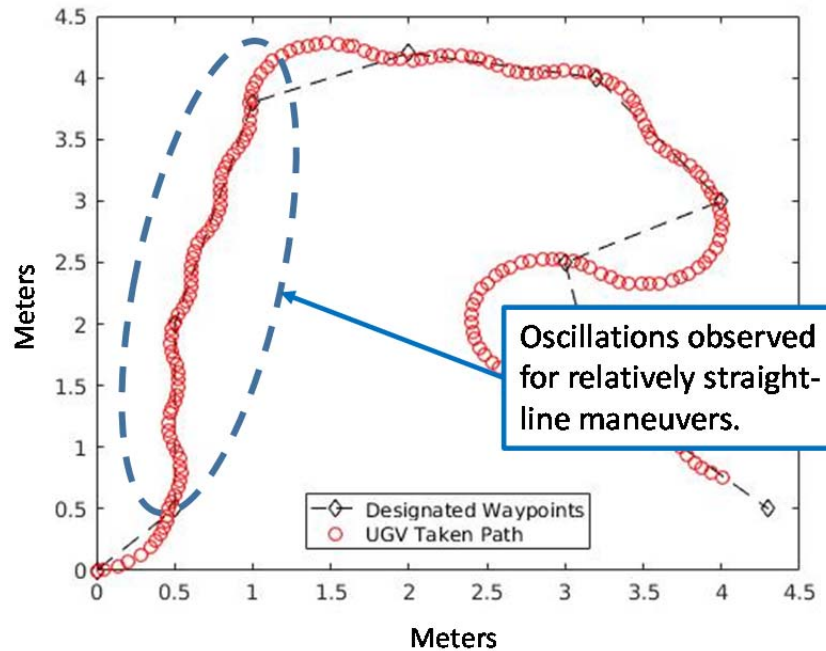 4.5
4
3.5
3
2.5
2
1.5
1
0.5
0
Meters
Oscillations observed
for relatively straight-
line maneuvers.
Designated Waypoints
UGV Taken Path
0 0.5 1 1.5 2 2.5 3 3.5 4 4.5
Meters